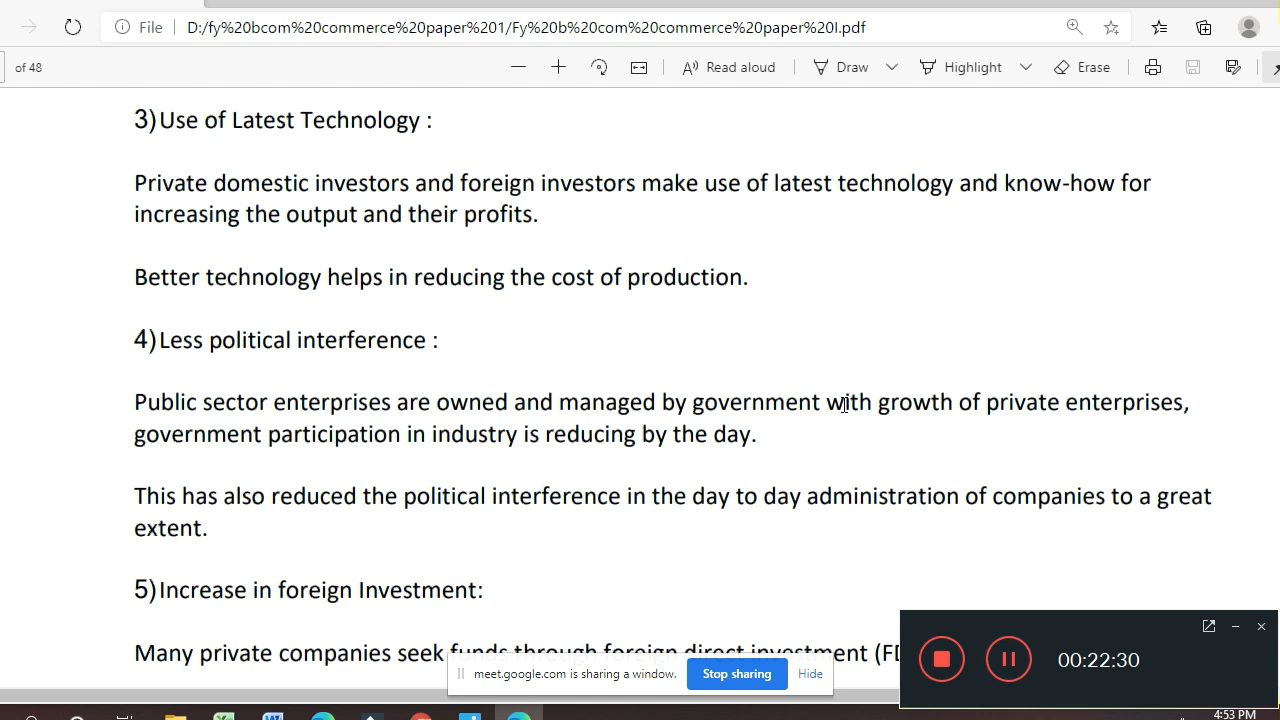 File D:/fy%20bcom%20commerce%20paper%201/Fy%20b%20com%20commerce%20paper%20I.pdf
of 48 Read aloud Draw Highlight Erase
3) Use of Latest Technology :
Private domestic investors and foreign investors make use of latest technology and know-how for
increasing the output and their profits.
Better technology helps in reducing the cost of production.
4) Less political interference :
Public sector enterprises are owned and managed by government with growth of private enterprises,
government participation in industry is reducing by the day.
This has also reduced the political interference in the day to day administration of companies to a great
extent.
5) Increase in foreign Investment:
Many private companies seek funds through foreign direct investment (FD
meet.google.com is sharing a window. Stop sharing Hide
00:22:30
4:53 PM